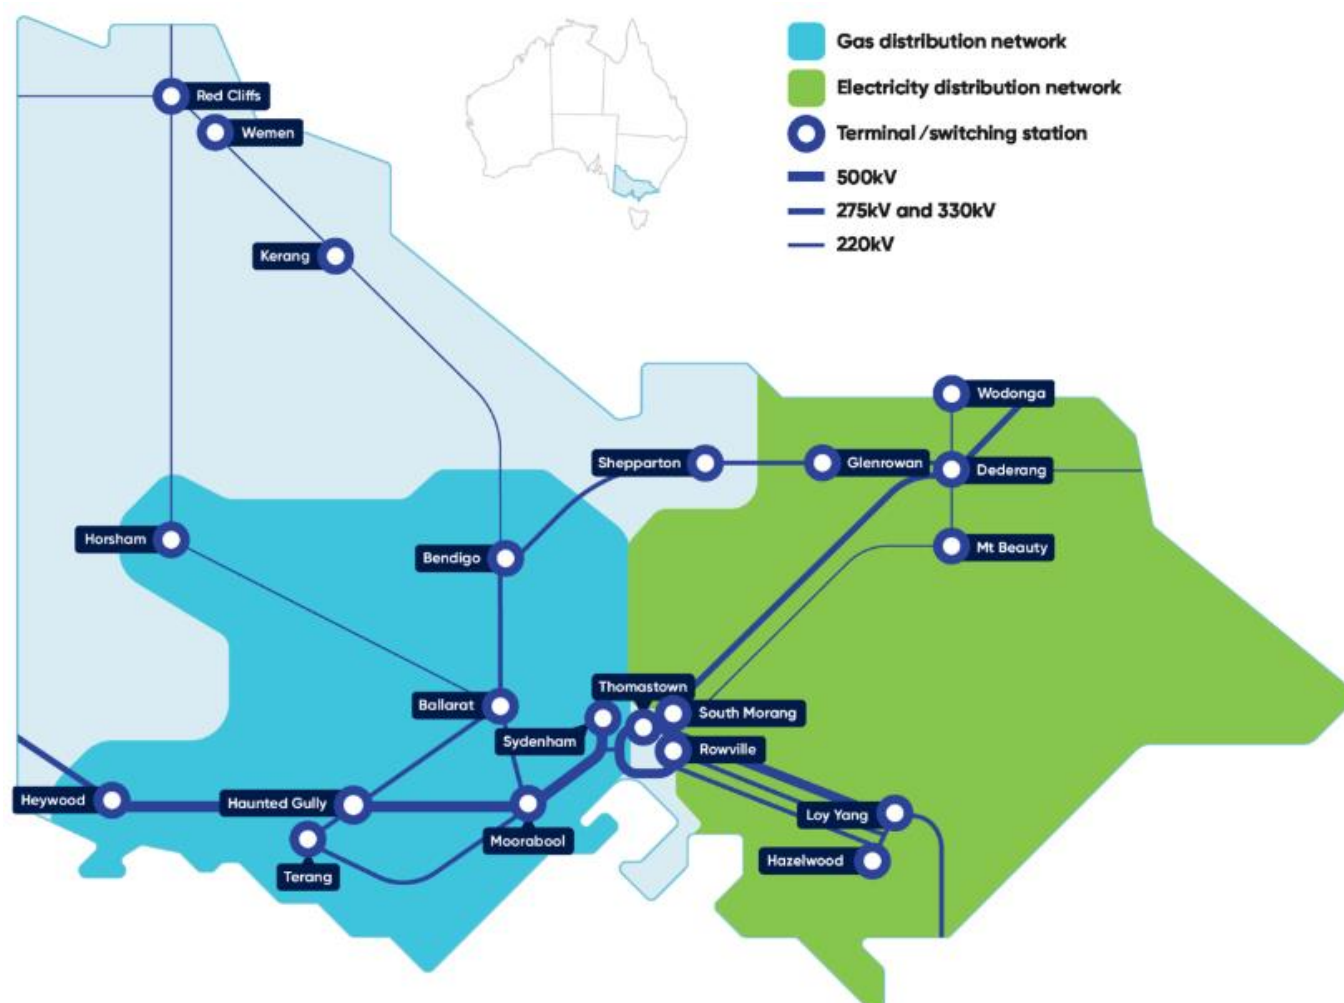 Gas distribution network
Electricity distribution network
Terminal/switching station
500kV
275kV and 330kV
220kV
Red Cliffs
Wemen
Kerang
Wodonga
Shepparton
Glenrowan
Dederang
Horsham
Bendigo
Mt Beauty
Thomastown
Ballarat
South Morang
Sydenham
Rowville
Heywood
Haunted Gully
Loy Yang
Moorabool
Hazelwood
Terang